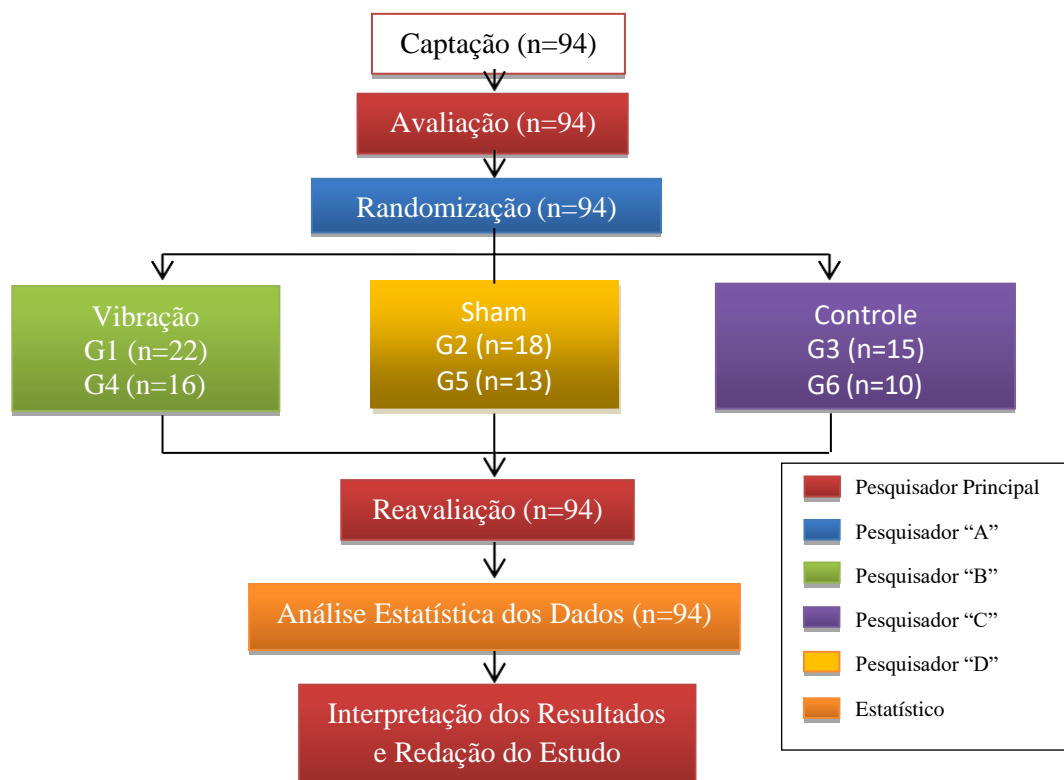 Captação (n=94)
Avaliação (n=94)
Randomização (n=94)
Vibração
G1 (n=22)
G4 (n=16)
Sham
G2 (n=18)
G5 (n=13)
Controle
G3 (n=15)
G6 (n=10)
Reavaliação (n=94)
Análise Estatística dos Dados (n=94)
Interpretação dos Resultados
e Redação do Estudo
Pesquisador Principal
Pesquisador “A”
Pesquisador “B”
Pesquisador “C”
Pesquisador “D”
Estatístico